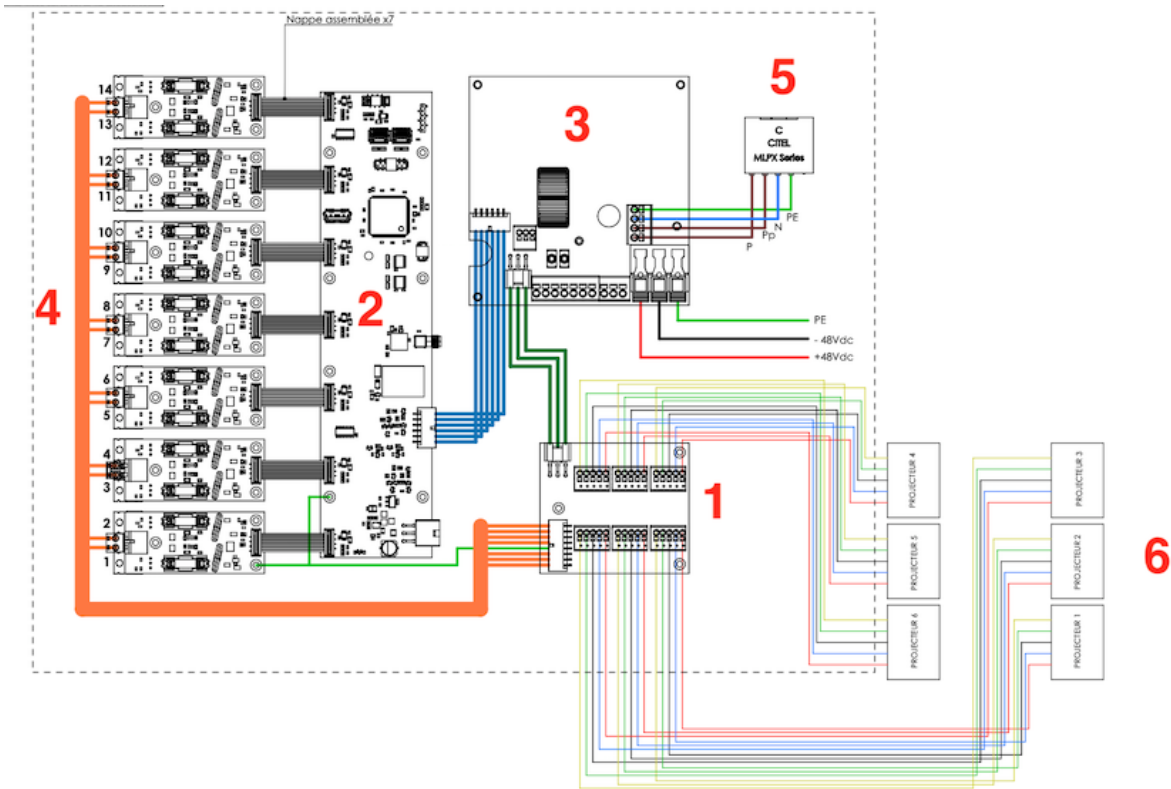 Nappe assemblée x7
14
13
12
11
10
9
8
7
6
5
4
3
2
1
4
2
3
5
C
CITEL
MLPX Series
PE
N
Pp
P
PE
- 48Vdc
+48Vdc
1
PROJECTEUR 4
PROJECTEUR 5
PROJECTEUR 6
PROJECTEUR 3
PROJECTEUR 2
PROJECTEUR 1
6